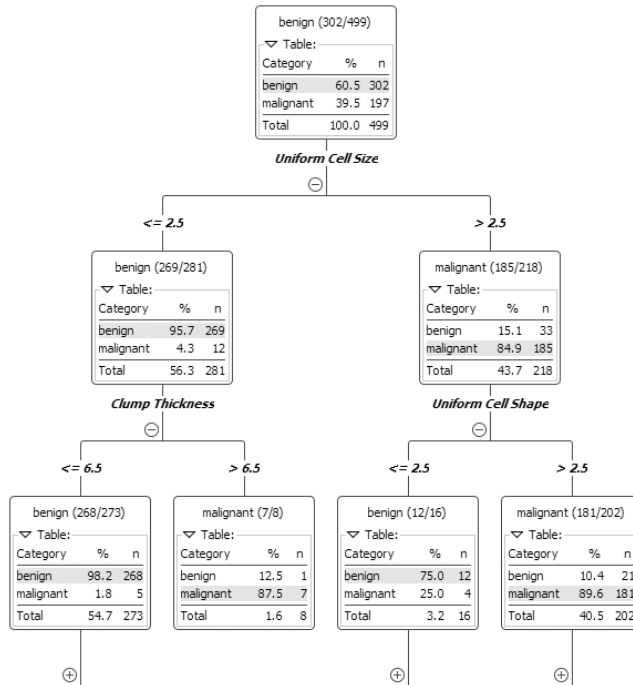 benign (302/499)
Table:
Category % n
benign 60.5 302
malignant 39.5 197
Total 100.0 499
Uniform Cell Size
<= 2.5
> 2.5
benign (269/281)
Table:
Category % n
benign 95.7 269
malignant 4.3 12
Total 56.3 281
malignant (185/218)
Table:
Category % n
benign 15.1 33
malignant 84.9 185
Total 43.7 218
Clump Thickness
Uniform Cell Shape
<= 6.5
> 6.5
<= 2.5
> 2.5
benign (268/273)
Table:
Category % n
benign 98.2 268
malignant 1.8 5
Total 54.7 273
malignant (7/8)
Table:
Category % n
benign 12.5 1
malignant 87.5 7
Total 1.6 8
benign (12/16)
Table:
Category % n
benign 75.0 12
malignant 25.0 4
Total 3.2 16
malignant (181/202)
Table:
Category % n
benign 10.4 21
malignant 89.6 181
Total 40.5 202